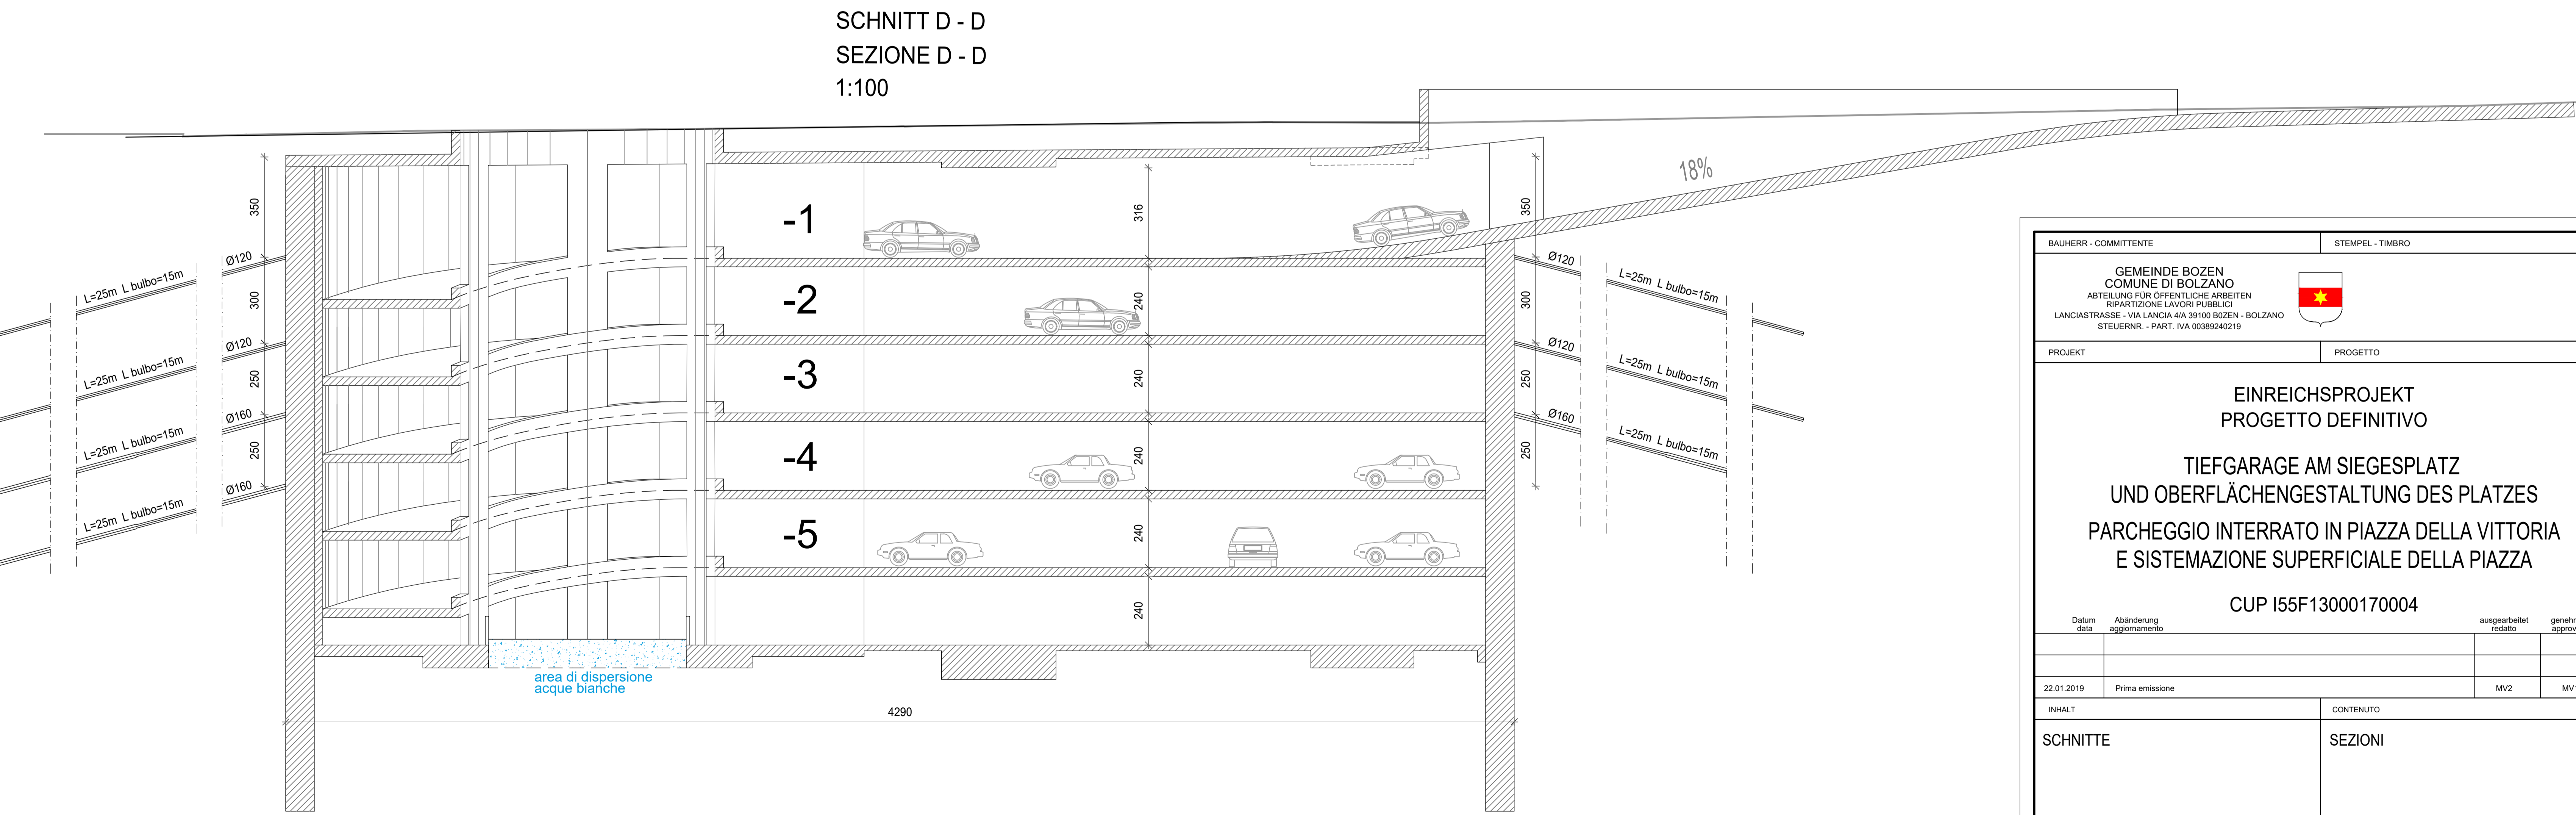 SCHNITT D - D
SEZIONE D - D
1:100
18%
-1
-2
-3
-4
-5
316
240
240
240
240
240
350
300
250
250
Ø120
L=25m L bulbo=15m
Ø120
L=25m L bulbo=15m
Ø160
L=25m L bulbo=15m
Ø160
L=25m L bulbo=15m
350
300
250
250
Ø120
L=25m L bulbo=15m
Ø120
L=25m L bulbo=15m
Ø160
L=25m L bulbo=15m
area di dispersione
acque bianche
4290
BAUHERR - COMMITTENTE
STEMPEL - TIMBRO
GEMEINDE BOZEN
COMUNE DI BOLZANO
ABTEILUNG FÜR ÖFFENTLICHE ARBEITEN
RIPARTIZIONE LAVORI PUBBLICI
LANCIASTRASSE - VIA LANCIA 4/A 39100 B0ZEN - BOLZANO
STEUERNR. - PART. IVA 00389240219
PROJEKT
PROGETTO
EINREICHSPROJEKT
PROGETTO DEFINITIVO
TIEFGARAGE AM SIEGESPLATZ
UND OBERFLÄCHENGESTALTUNG DES PLATZES
PARCHEGGIO INTERRATO IN PIAZZA DELLA VITTORIA
E SISTEMAZIONE SUPERFICIALE DELLA PIAZZA
CUP I55F13000170004
Datum Abänderung ausgearbeitet
data aggiornamento redatto
22.01.2019 Prima emissione MV2
INHALT
CONTENUTO
SCHNITTE
SEZIONI